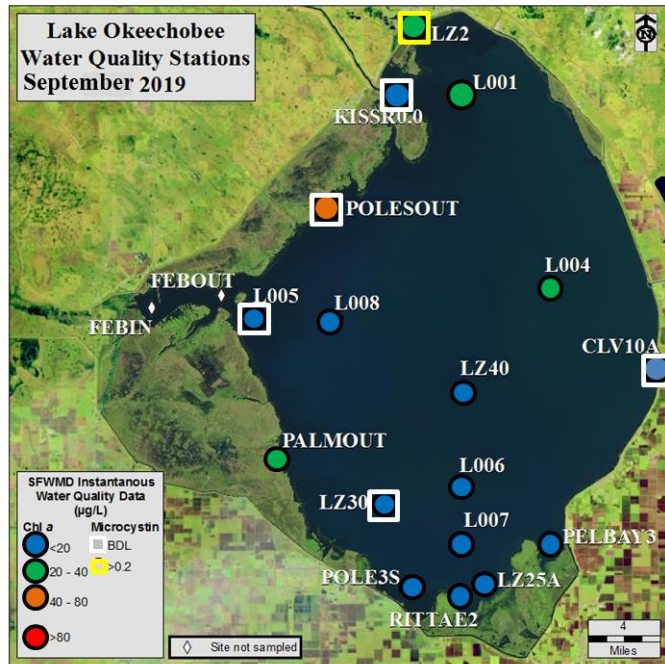 Lake Okeechobee
Water Quality Stations
September 2019
N
LZ2
L001
KISSR0.0
POLESOUT
FEBOUT
L005
L008
L004
FEBIN
CLV10A
LZ40
PALMOUT
L006
LZ30
L007
PELBAY3
POLE3S
LZ25A
RITTAE2
SFWMD Instantanous
Water Quality Data
(µg/L)
Chl a Microcystin
<20 BDL
20 - 40 >0.2
40 - 80
>80
Site not sampled
4
Miles